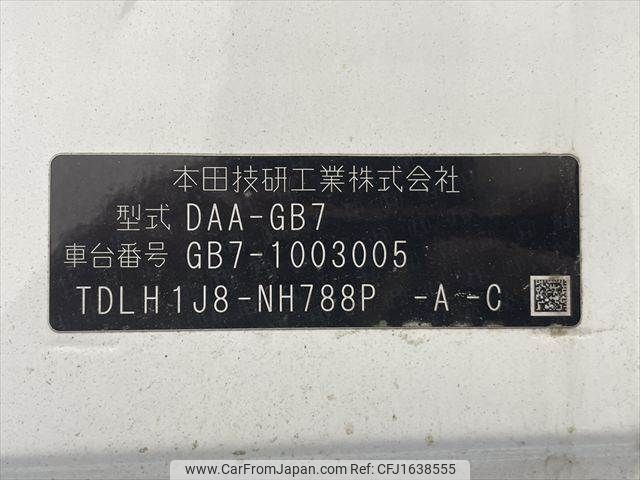 本田技研工業株式会社
型式 DAA-GB7
車台番号 GB7-1003005
TDLH1J8-NH788P -A-C
www.CarFromJapan.com | CFJ1638555